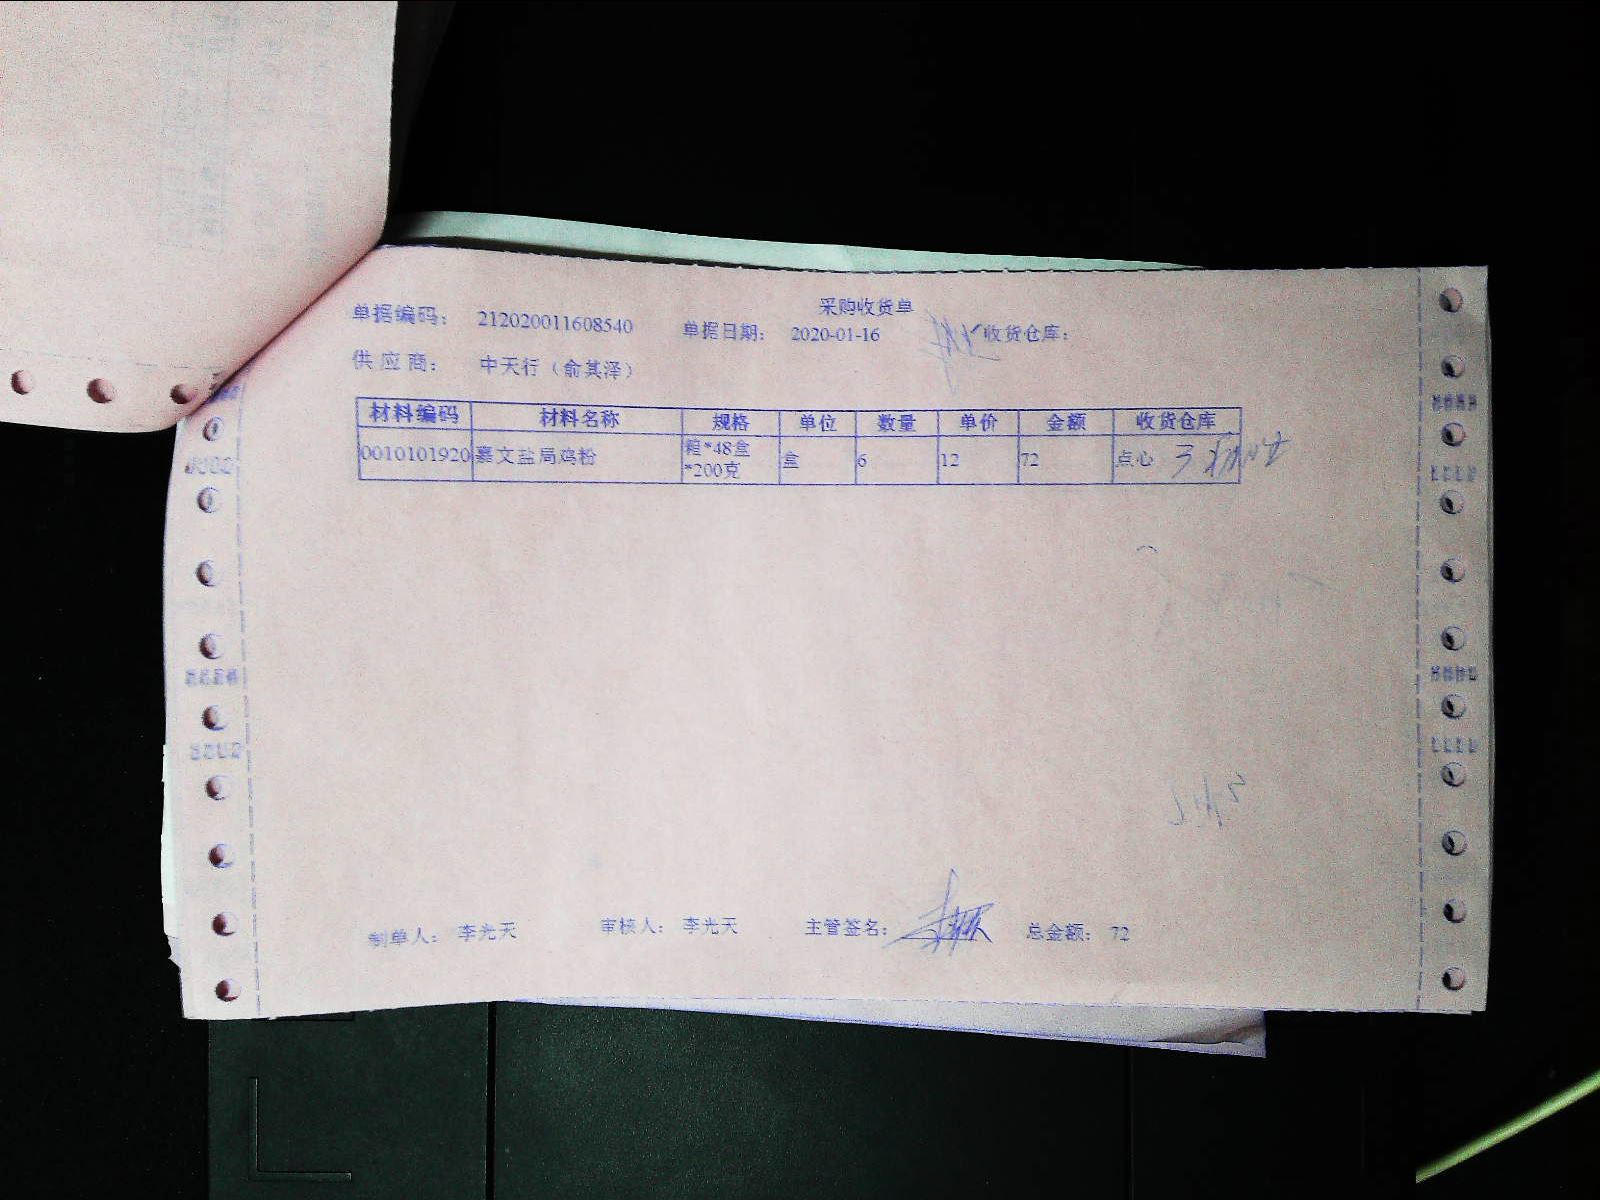 采购收货单
单据编码： 212020011608540 单据日期： 2020-01-16 收货仓库：
供 应 商： 中天行（俞其泽）
材料编码 材料名称 规格 单位 数量 单价 金额 收货仓库
0010101920 嘉文盐局鸡粉 箱*48盒*200克 盒 6 12 72 点心
制单人： 李光天 审核人： 李光天 主管签名： 总金额： 72